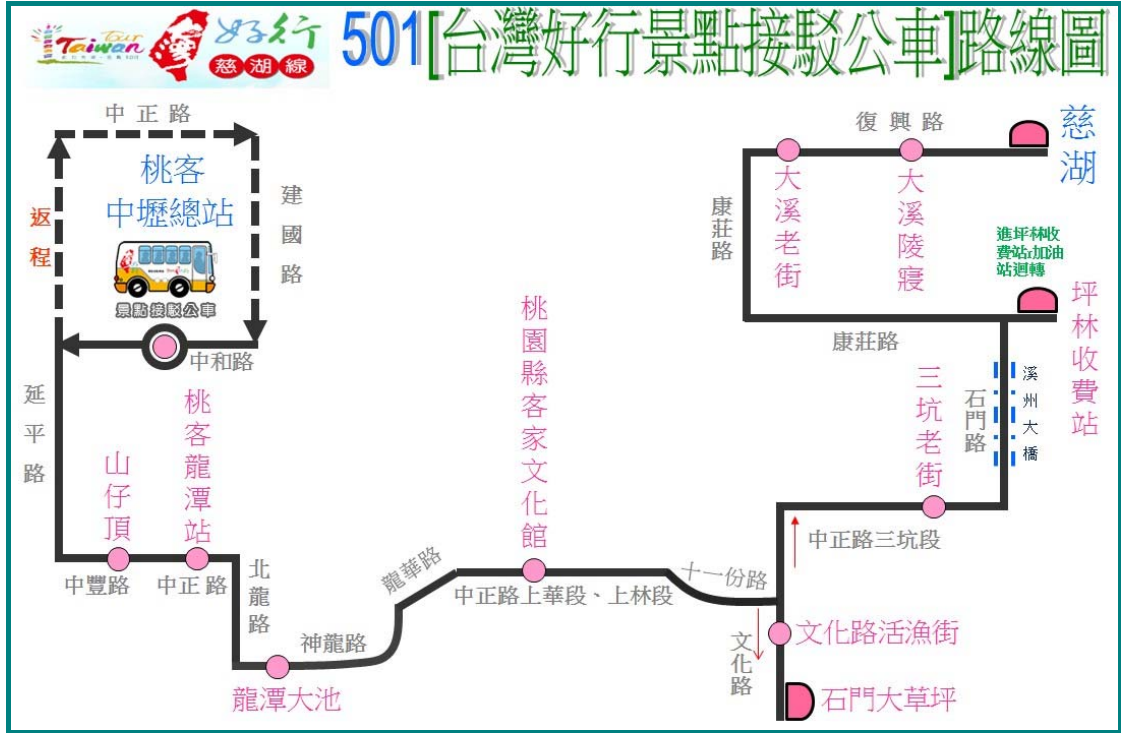 Taiwan Tour
好行
慈湖線
501[台灣好行景點接駁公車]路線圖
中正路
復興路
慈湖
桃客
中壢總站
建國路
返程
大溪老街
大溪陵寢
康莊路
進坪林收
費站r加油
站迴轉
坪林收費站
景點接駁公車
中和路
康莊路
桃園縣客家文化館
三坑老街
石門路
溪州大橋
延平路
桃客龍潭站
山仔頂
中正路三坑段
中豐路
中正路
北龍路
龍華路
中正路上華段、上林段
十一份路
神龍路
文化路
文化路活漁街
龍潭大池
石門大草坪